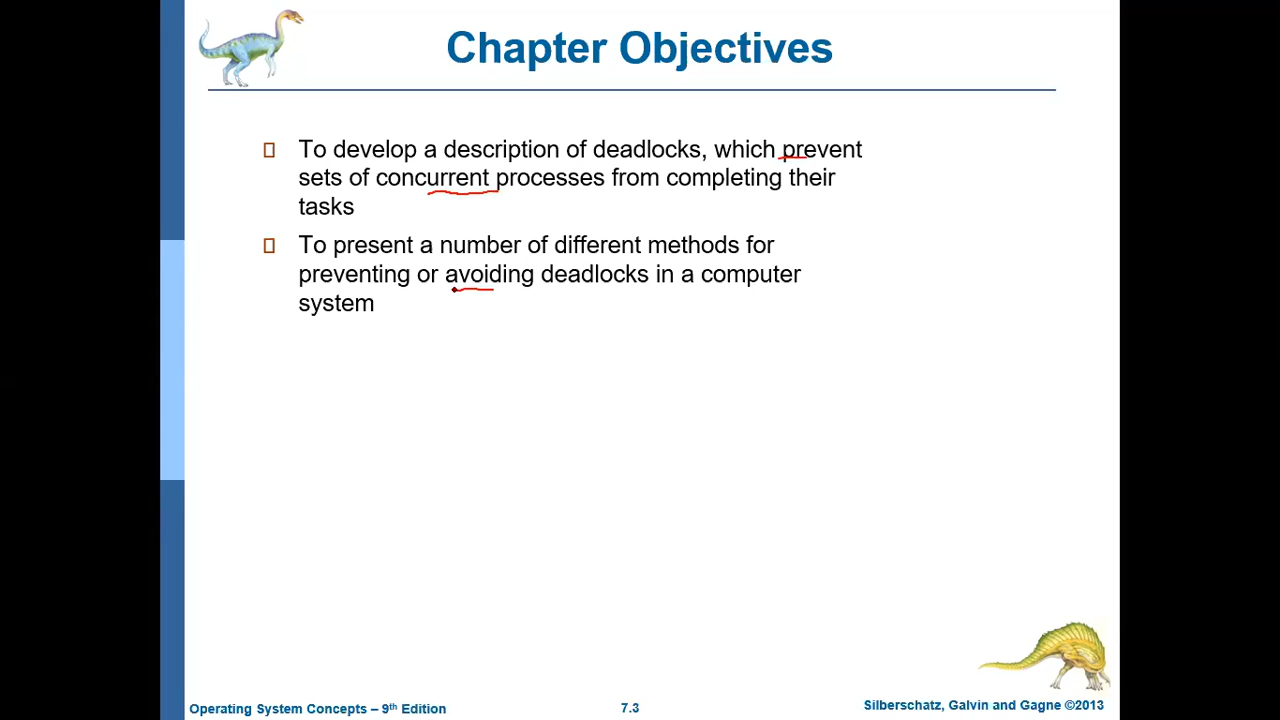 Chapter Objectives
To develop a description of deadlocks, which prevent
sets of concurrent processes from completing their
tasks
To present a number of different methods for
preventing or avoiding deadlocks in a computer
system
Operating System Concepts – 9th Edition
7.3
Silberschatz, Galvin and Gagne ©2013